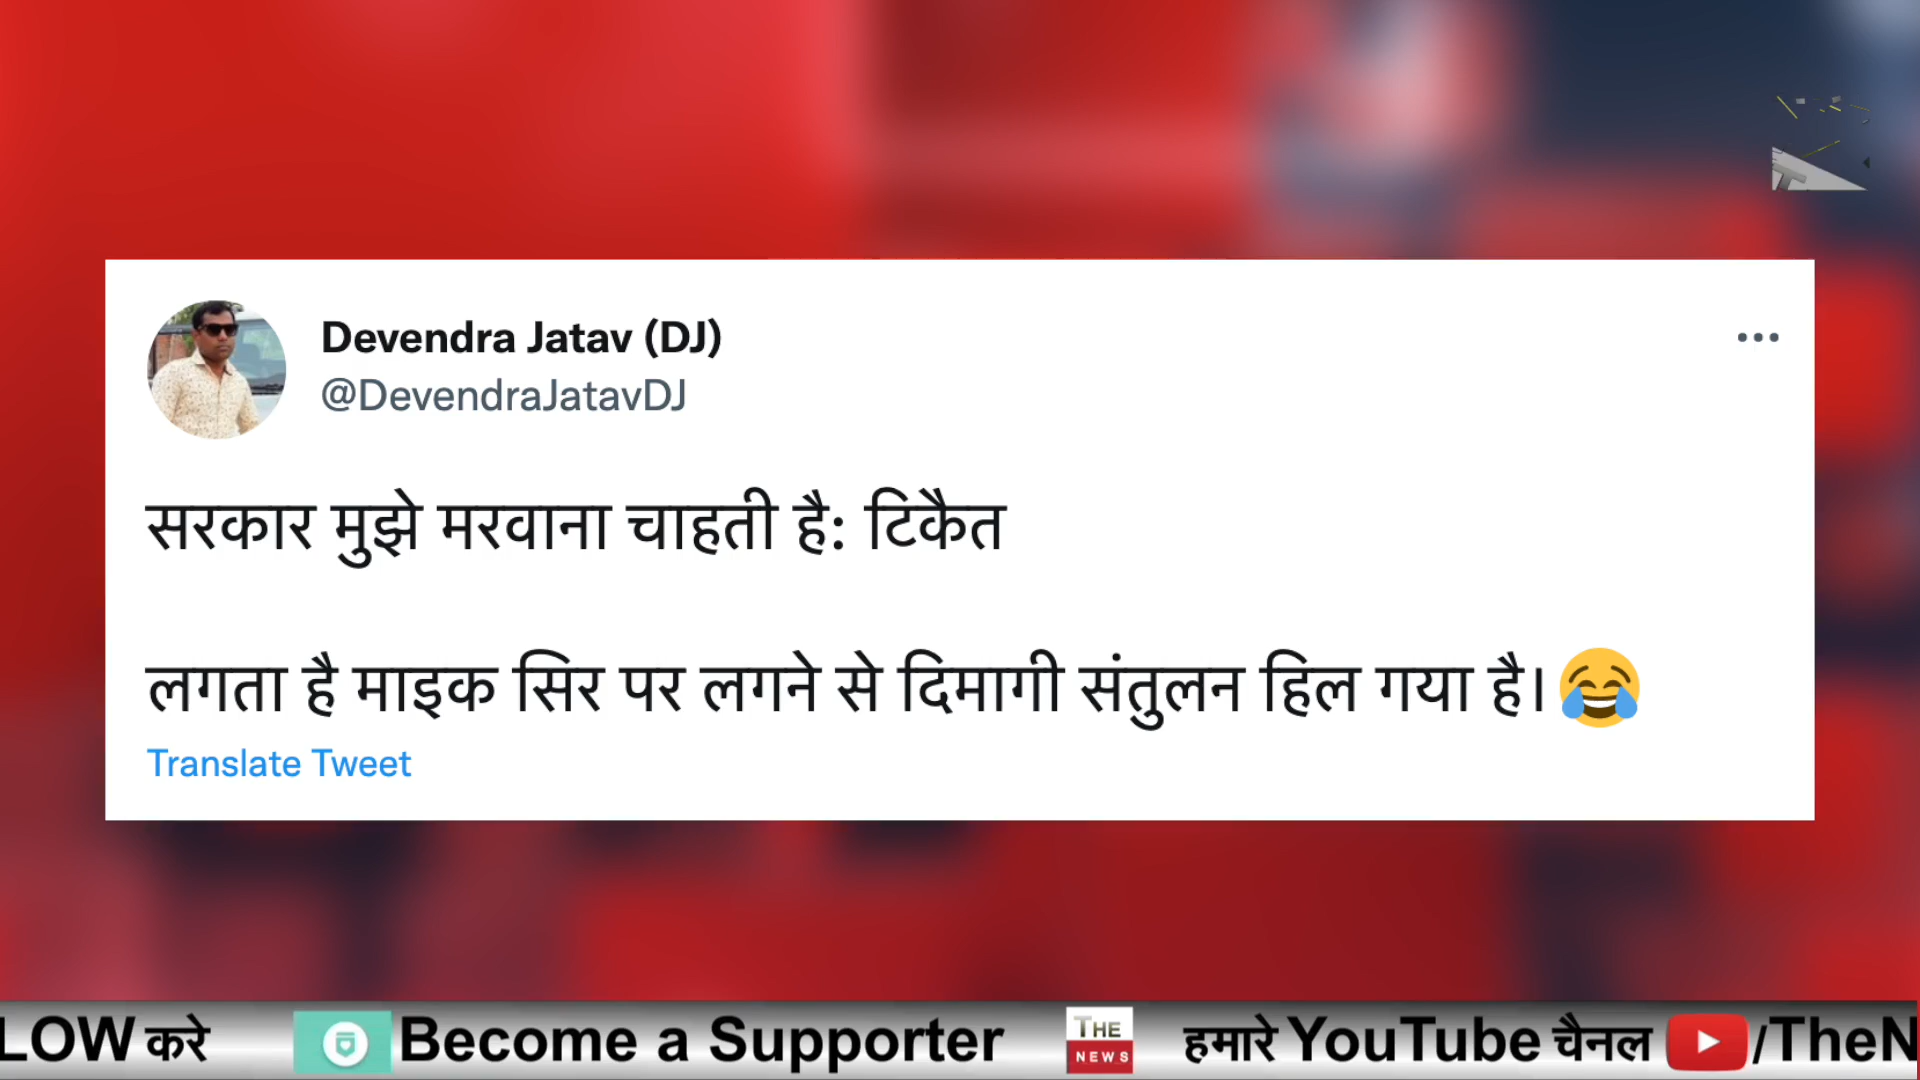 Devendra Jatav (DJ)
@DevendraJatavDJ
सरकार मुझे मरवाना चाहती है: टिकैत
लगता है माइक सिर पर लगने से दिमागी संतुलन हिल गया है।😂
Translate Tweet
LOW करे Become a Supporter THE NEWS हमारे YouTube चैनल /TheN